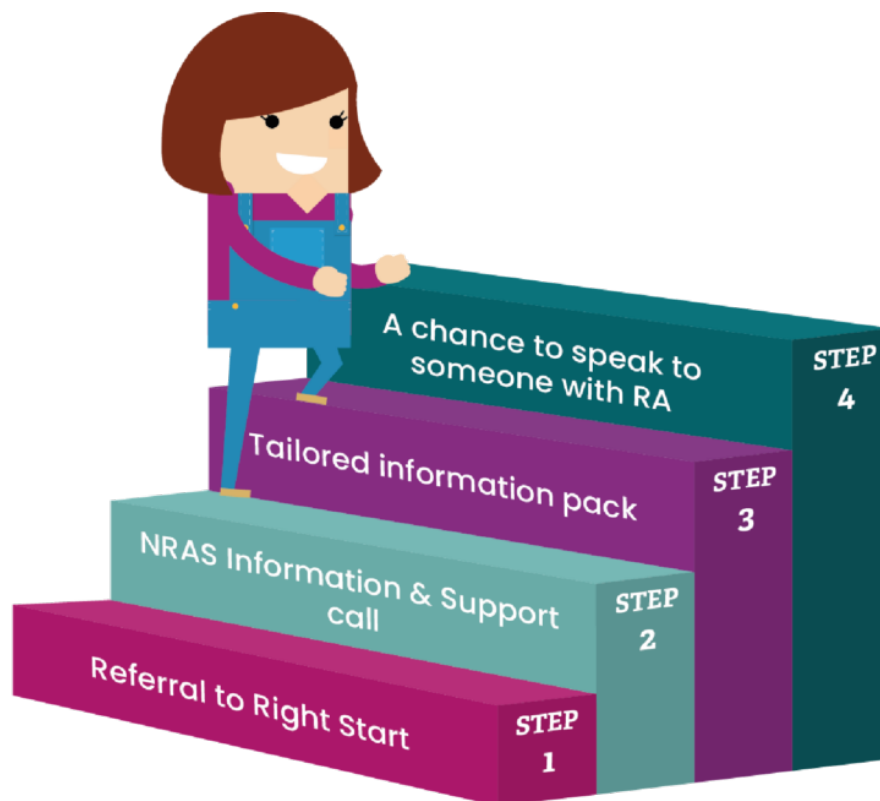 A chance to speak to
someone with RA
STEP
4
Tailored information pack
STEP
3
NRAS Information & Support
call
STEP
2
Referral to Right Start
STEP
1